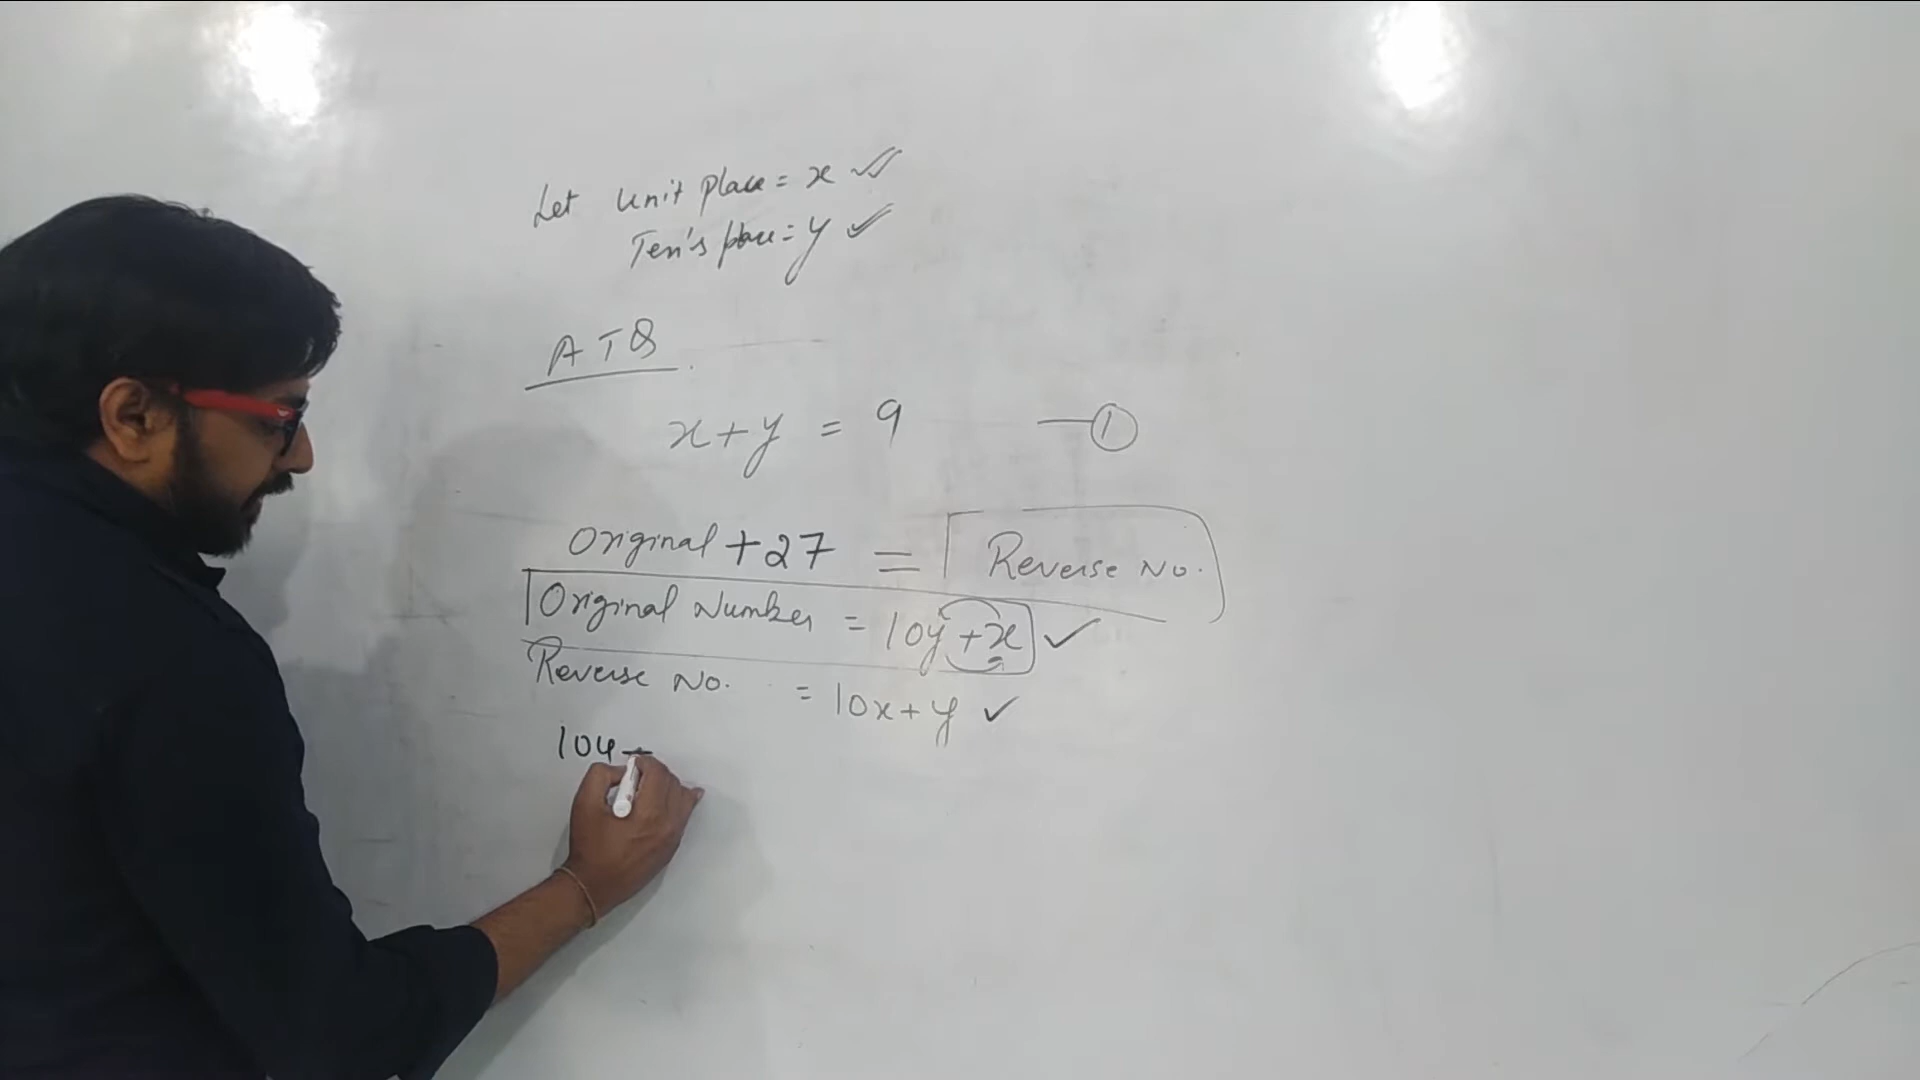 Let unit place = x ✓✓
Ten's place = y ✓
ATQ
x+y = 9 —①
Original +27 = Reverse No.
Original Number = 10y+x ✓
Reverse No. = 10x+y ✓
10y